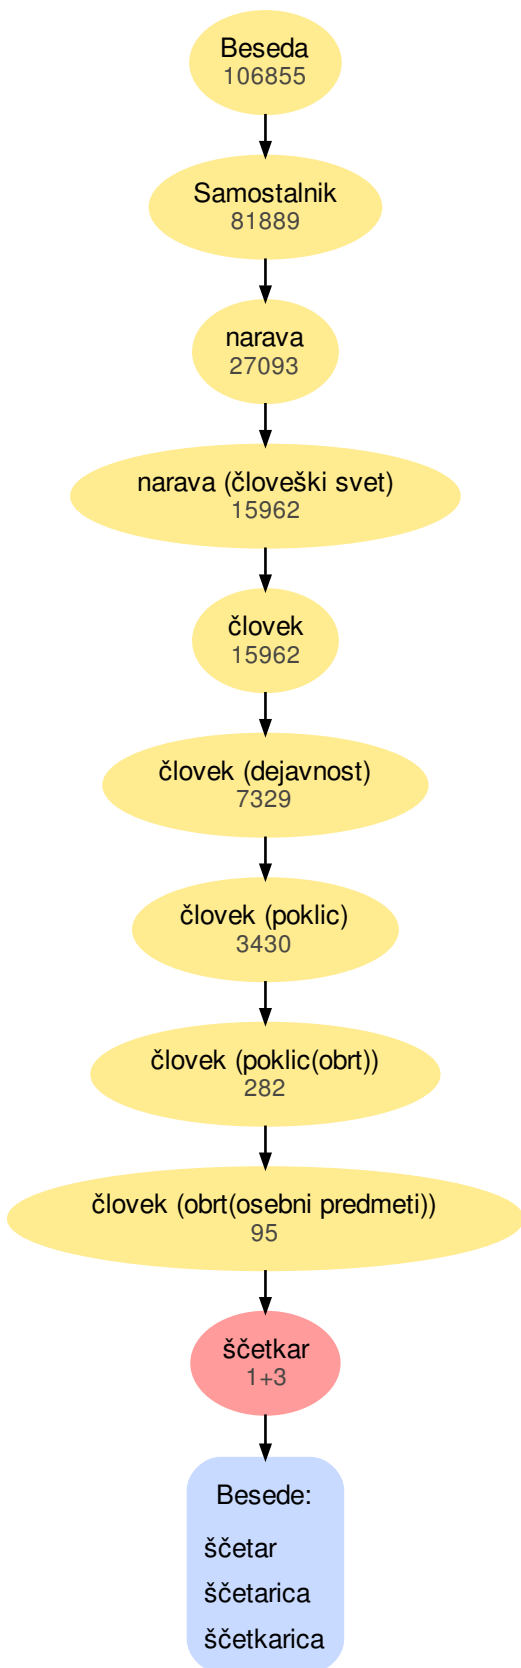 Beseda
106855
Samostalnik
81889
narava
27093
narava (človeški svet)
15962
človek
15962
človek (dejavnost)
7329
človek (poklic)
3430
človek (poklic(obrt))
282
človek (obrt(osebni predmeti))
95
ščetkar
1+3
Besede:
ščetar
ščetarica
ščetkarica